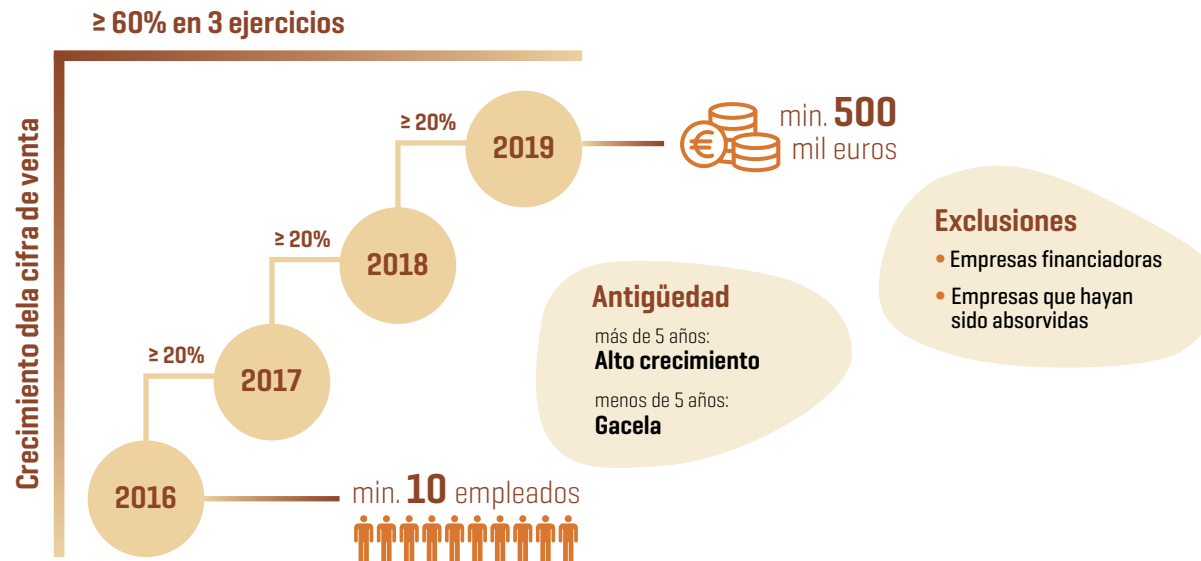 ≥ 60% en 3 ejercicios
Crecimiento dela cifra de venta
≥ 20%
2019
min. 500
mil euros
≥ 20%
2018
Exclusiones
• Empresas financiadoras
• Empresas que hayan
sido absorvidas
Antigüedad
más de 5 años:
Alto crecimiento
menos de 5 años:
Gacela
≥ 20%
2017
2016
min. 10 empleados